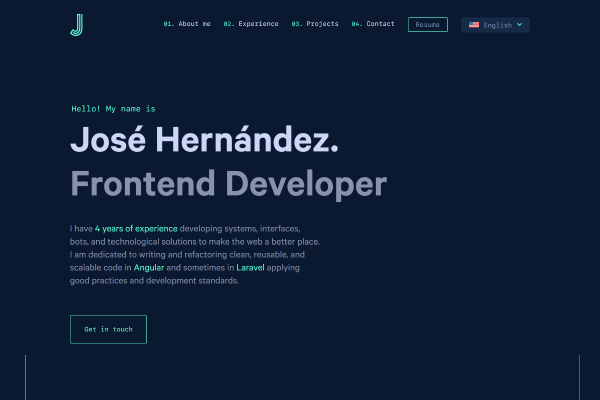 J
01. About me
02. Experience
03. Projects
04. Contact
Resume
English
Hello! My name is
José Hernández.
Frontend Developer
I have 4 years of experience developing systems, interfaces,
bots, and technological solutions to make the web a better place.
I am dedicated to writing and refactoring clean, reusable, and
scalable code in Angular and sometimes in Laravel applying
good practices and development standards.
Get in touch